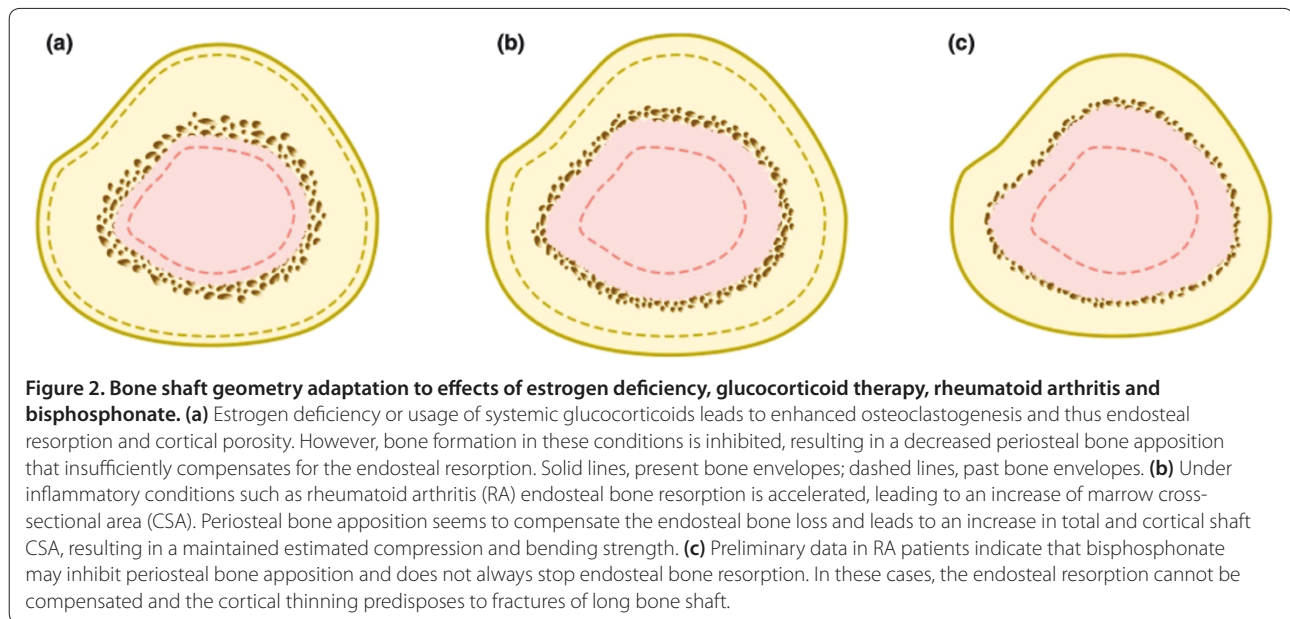 (a)
(b)
(c)
Figure 2. Bone shaft geometry adaptation to effects of estrogen deficiency, glucocorticoid therapy, rheumatoid arthritis and
bisphosphonate. (a) Estrogen deficiency or usage of systemic glucocorticoids leads to enhanced osteoclastogenesis and thus endosteal
resorption and cortical porosity. However, bone formation in these conditions is inhibited, resulting in a decreased periosteal bone apposition
that insufficiently compensates for the endosteal resorption. Solid lines, present bone envelopes; dashed lines, past bone envelopes. (b) Under
inflammatory conditions such as rheumatoid arthritis (RA) endosteal bone resorption is accelerated, leading to an increase of marrow cross-
sectional area (CSA). Periosteal bone apposition seems to compensate the endosteal bone loss and leads to an increase in total and cortical shaft
CSA, resulting in a maintained estimated compression and bending strength. (c) Preliminary data in RA patients indicate that bisphosphonate
may inhibit periosteal bone apposition and does not always stop endosteal bone resorption. In these cases, the endosteal resorption cannot be
compensated and the cortical thinning predisposes to fractures of long bone shaft.